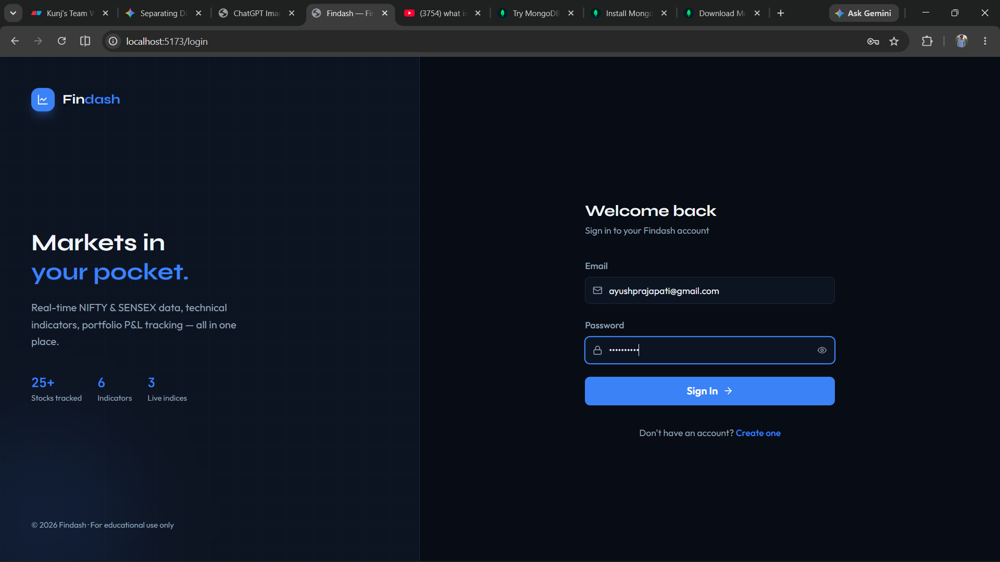 Kunj's Team
Separating Di
ChatGPT Imag
Findash — Fir
(3754) what is
Try MongoDB
Install Mongo
Download Mo
Ask Gemini
localhost:5173/login
Findash
Markets in
your pocket.
Real-time NIFTY & SENSEX data, technical
indicators, portfolio P&L tracking — all in one
place.
25+
Stocks tracked
6
Indicators
3
Live indices
© 2026 Findash · For educational use only
Welcome back
Sign in to your Findash account
Email
ayushprajapati@gmail.com
Password
••••••••••
Sign In →
Don't have an account? Create one